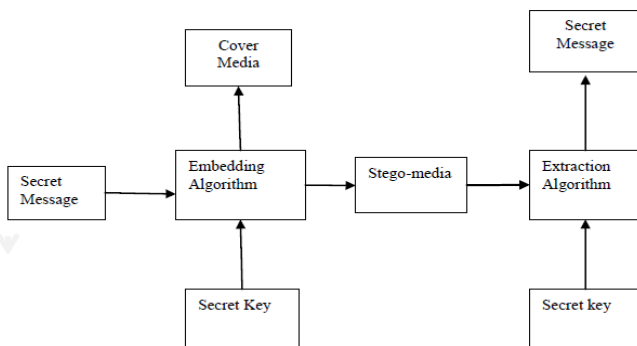 Cover
Media
Secret
Message
Secret
Message
Embedding
Algorithm
Stego-media
Extraction
Algorithm
Secret Key
Secret key